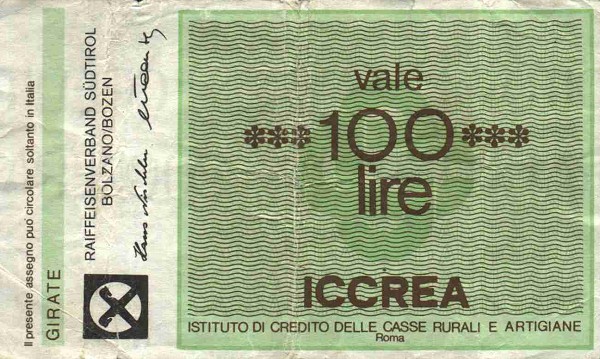 Il presente assegno può circolare soltanto in Italia
GIRATE
RAIFFEISENVERBAND SÜDTIROL
BOLZANO/BOZEN
vale
***100***
lire
ICCREA
ISTITUTO DI CREDITO DELLE CASSE RURALI E ARTIGIANE
Roma